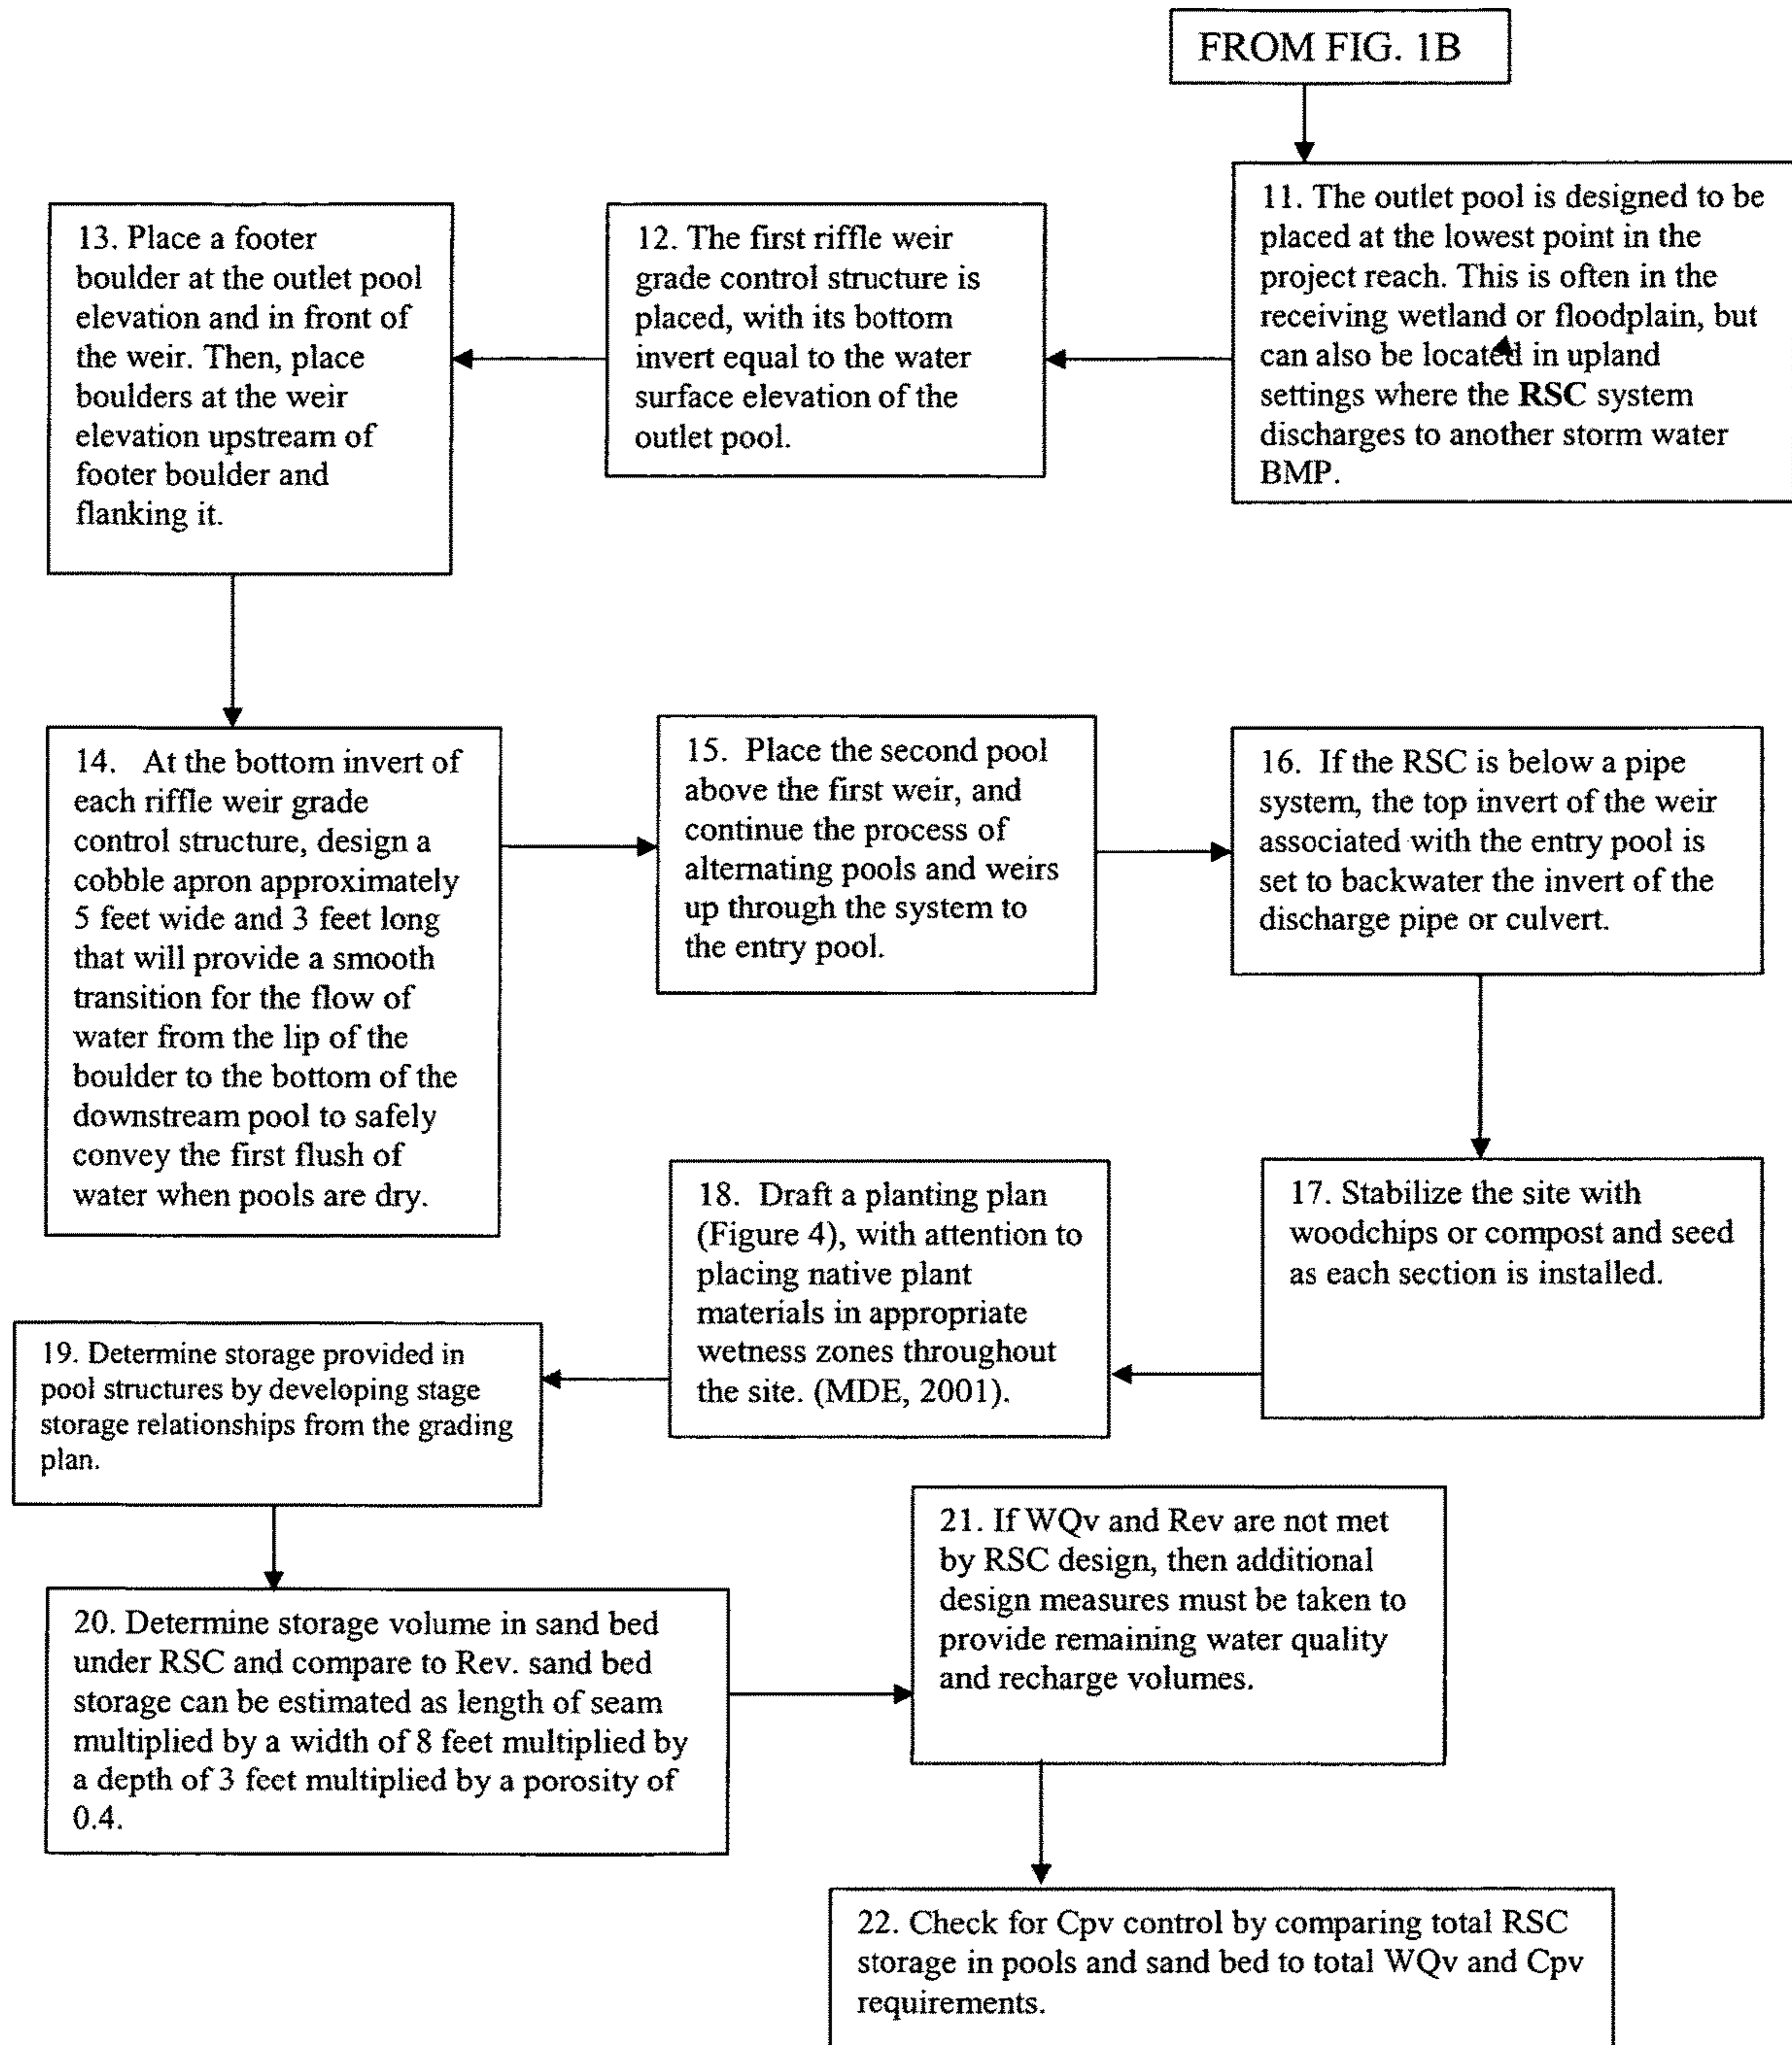 FROM FIG. 1B
11. The outlet pool is designed to be
placed at the lowest point in the
project reach. This is often in the
receiving wetland or floodplain, but
can also be located in upland
settings where the RSC system
discharges to another storm water
BMP.
12. The first riffle weir
grade control structure is
placed, with its bottom
invert equal to the water
surface elevation of the
outlet pool.
13. Place a footer
boulder at the outlet pool
elevation and in front of
the weir. Then, place
boulders at the weir
elevation upstream of
footer boulder and
flanking it.
14. At the bottom invert of
each riffle weir grade
control structure, design a
cobble apron approximately
5 feet wide and 3 feet long
that will provide a smooth
transition for the flow of
water from the lip of the
boulder to the bottom of the
downstream pool to safely
convey the first flush of
water when pools are dry.
15. Place the second pool
above the first weir, and
continue the process of
alternating pools and weirs
up through the system to
the entry pool.
16. If the RSC is below a pipe
system, the top invert of the weir
associated with the entry pool is
set to backwater the invert of the
discharge pipe or culvert.
17. Stabilize the site with
woodchips or compost and seed
as each section is installed.
18. Draft a planting plan
(Figure 4), with attention to
placing native plant
materials in appropriate
wetness zones throughout
the site. (MDE, 2001).
19. Determine storage provided in
pool structures by developing stage
storage relationships from the grading
plan.
20. Determine storage volume in sand bed
under RSC and compare to Rev. sand bed
storage can be estimated as length of seam
multiplied by a width of 8 feet multiplied by
a depth of 3 feet multiplied by a porosity of
0.4.
21. If WQv and Rev are not met
by RSC design, then additional
design measures must be taken to
provide remaining water quality
and recharge volumes.
22. Check for Cpv control by comparing total RSC
storage in pools and sand bed to total WQv and Cpv
requirements.